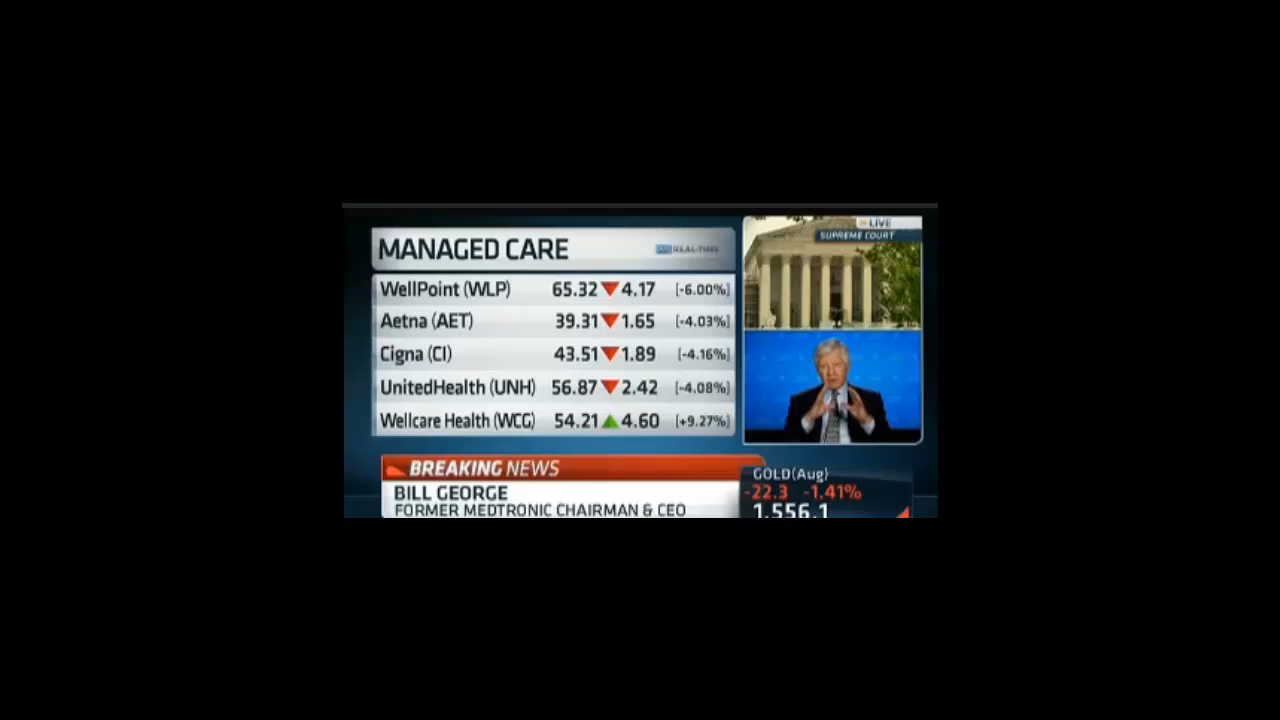 MANAGED CARE
REAL-TIME
WellPoint (WLP) 65.32 ▼ 4.17 [-6.00%]
Aetna (AET) 39.31 ▼ 1.65 [-4.03%]
Cigna (CI) 43.51 ▼ 1.89 [-4.16%]
UnitedHealth (UNH) 56.87 ▼ 2.42 [-4.08%]
Wellcare Health (WCG) 54.21 ▲ 4.60 [+9.27%]
LIVE
SUPREME COURT
BREAKING NEWS
BILL GEORGE
FORMER MEDTRONIC CHAIRMAN & CEO
GOLD(Aug)
-22.3 -1.41%
1,556.1